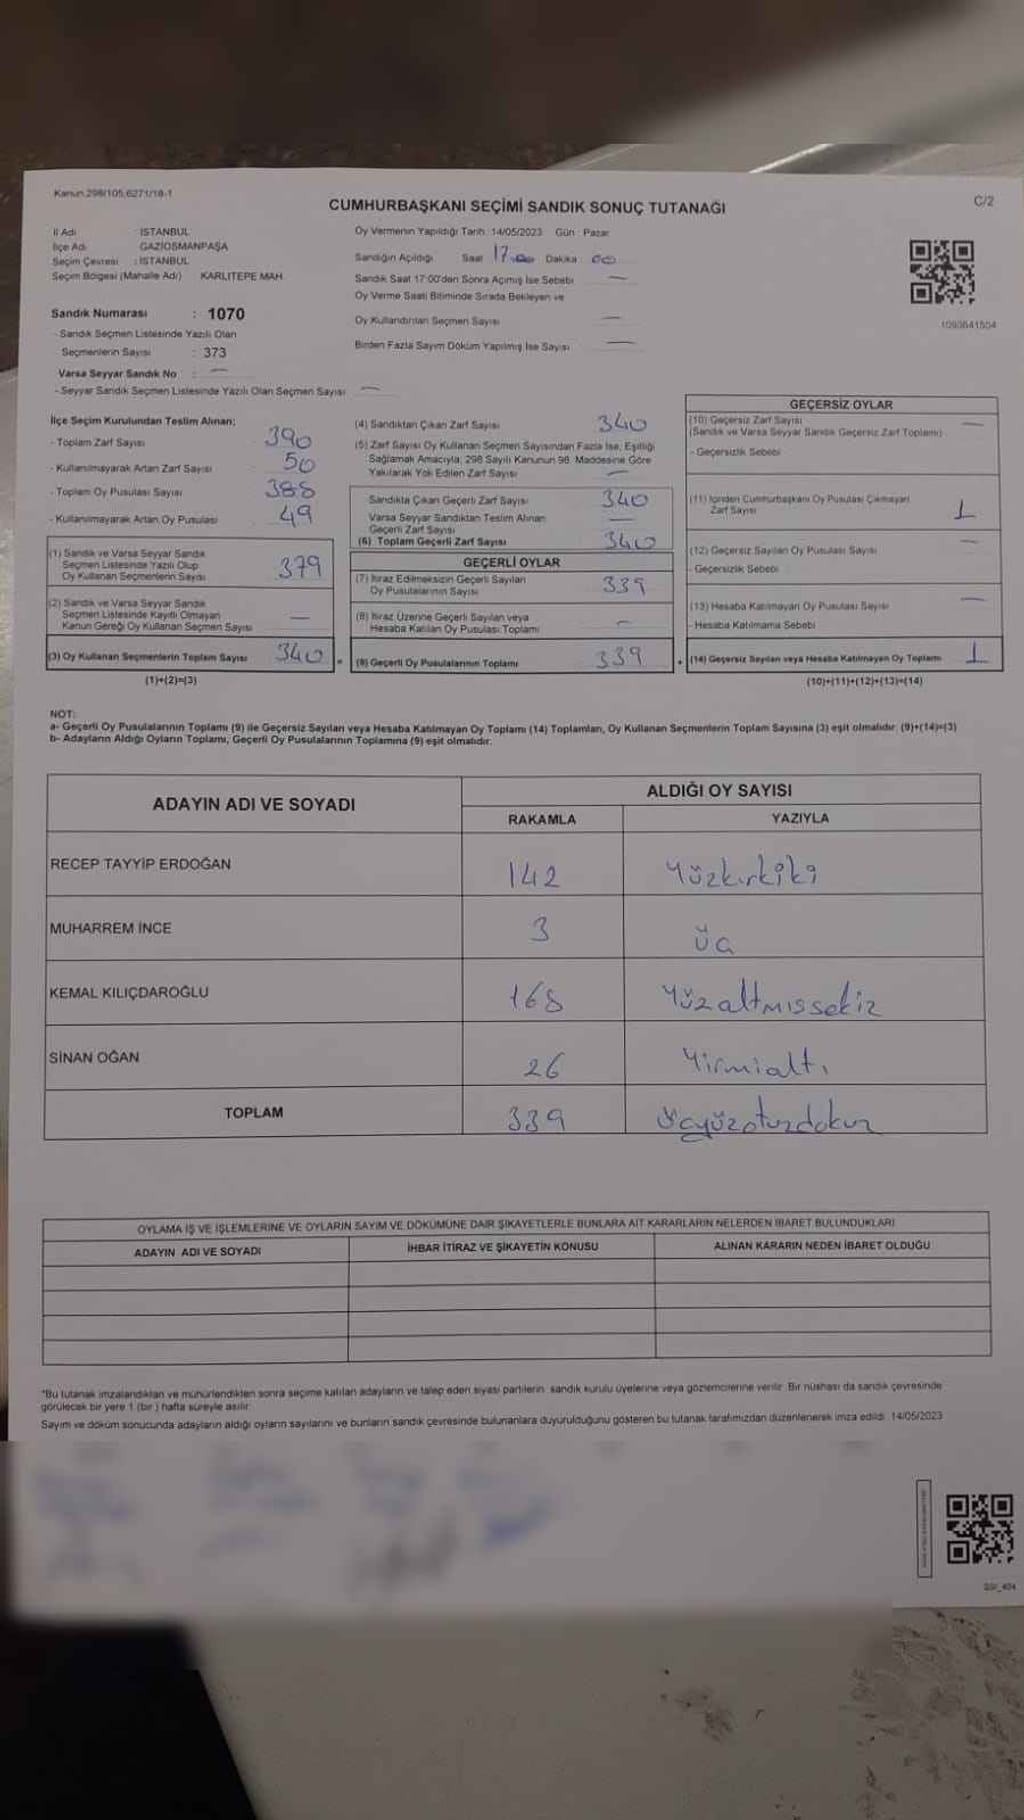 Kanun 298/105,6271/18-1
C/2
CUMHURBAŞKANI SEÇİMİ SANDIK SONUÇ TUTANAĞI
İl Adı : İSTANBUL
İlçe Adı : GAZİOSMANPAŞA
Seçim Çevresi : İSTANBUL
Seçim Bölgesi (Mahalle Adı) KARLITEPE MAH.
Sandık Numarası : 1070
- Sandık Seçmen Listesinde Yazılı Olan
Seçmenlerin Sayısı : 373
Varsa Seyyar Sandık No : —
- Seyyar Sandık Seçmen Listesinde Yazılı Olan Seçmen Sayısı —
Oy Vermenin Yapıldığı Tarih : 14/05/2023 Gün : Pazar
Sandığın Açıldığı Saat 17.00 Dakika 00
Sandık Saat 17:00'den Sonra Açımış İse Sebebi —
Oy Verme Saati Bitiminde Sırada Bekleyen ve
Oy Kullandırılan Seçmen Sayısı —
Birden Fazla Sayım Döküm Yapılmış İse Sayısı —
1093641504
İlçe Seçim Kurulundan Teslim Alınan;
- Toplam Zarf Sayısı 390
- Kullanılmayarak Artan Zarf Sayısı 50
- Toplam Oy Pusulası Sayısı 388
- Kullanılmayarak Artan Oy Pusulası 49
(1) Sandık ve Varsa Seyyar Sandık
Seçmen Listesinde Yazılı Olup
Oy Kullanan Seçmenlerin Sayısı 379
(2) Sandık ve Varsa Seyyar Sandık
Seçmen Listesinde Kayıtlı Olmayan
Kanun Gereği Oy Kullanan Seçmen Sayısı —
(3) Oy Kullanan Seçmenlerin Toplam Sayısı 340 =
(1)+(2)=(3)
(4) Sandıktan Çıkan Zarf Sayısı 340
(5) Zarf Sayısı Oy Kullanan Seçmen Sayısından Fazla İse, Eşitliği
Sağlamak Amacıyla; 298 Sayılı Kanunun 98. Maddesine Göre
Yakılarak Yok Edilen Zarf Sayısı —
Sandıkta Çıkan Geçerli Zarf Sayısı 340
Varsa Seyyar Sandıktan Teslim Alınan
Geçerli Zarf Sayısı —
(6) Toplam Geçerli Zarf Sayısı 340
GEÇERLİ OYLAR
(7) İtiraz Edilmeksizin Geçerli Sayılan
Oy Pusulalarının Sayısı 339
(8) İtiraz Üzerine Geçerli Sayılan veya
Hesaba Katılan Oy Pusulası Toplamı —
(9) Geçerli Oy Pusulalarının Toplamı 339 +
GEÇERSİZ OYLAR
(10) Geçersiz Zarf Sayısı —
(Sandık ve Varsa Seyyar Sandık Geçersiz Zarf Toplamı)
- Geçersizlik Sebebi
(11) İçinden Cumhurbaşkanı Oy Pusulası Çıkmayan
Zarf Sayısı 1
(12) Geçersiz Sayılan Oy Pusulası Sayısı —
- Geçersizlik Sebebi
(13) Hesaba Katılmayan Oy Pusulası Sayısı —
- Hesaba Katılmama Sebebi
(14) Geçersiz Sayılan veya Hesaba Katılmayan Oy Toplamı 1
(10)+(11)+(12)+(13)=(14)
NOT:
a- Geçerli Oy Pusulalarının Toplamı (9) ile Geçersiz Sayılan veya Hesaba Katılmayan Oy Toplamı (14) Toplamları, Oy Kullanan Seçmenlerin Toplam Sayısına (3) eşit olmalıdır. (9)+(14)=(3)
b- Adayların Aldığı Oyların Toplamı, Geçerli Oy Pusulalarının Toplamına (9) eşit olmalıdır.
ADAYIN ADI VE SOYADI ALDIĞI OY SAYISI
RAKAMLA YAZIYLA
RECEP TAYYİP ERDOĞAN 142 Yüzkırkiki
MUHARREM İNCE 3 üç
KEMAL KILIÇDAROĞLU 168 Yüzaltmışsekiz
SİNAN OĞAN 26 Yirmialtı
TOPLAM 339 üçyüzotuzdokuz
OYLAMA İŞ VE İŞLEMLERİNE VE OYLARIN SAYIM VE DÖKÜMÜNE DAİR ŞİKAYETLERLE BUNLARA AİT KARARLARIN NELERDEN İBARET BULUNDUKLARI
ADAYIN ADI VE SOYADI İHBAR İTİRAZ VE ŞİKAYETİN KONUSU ALINAN KARARIN NEDEN İBARET OLDUĞU
*Bu tutanak imzalandıktan ve mühürlendikten sonra seçime katılan adayların ve talep eden siyasi partilerin sandık kurulu üyelerine veya gözlemcilerine verilir. Bir nüshası da sandık çevresinde
görülecek bir yere 1 (bir) hafta süreyle asılır.
Sayım ve döküm sonucunda adayların aldığı oyların sayılarını ve bunların sandık çevresinde bulunanlara duyurulduğunu gösteren bu tutanak tarafımızdan düzenlenerek imza edildi. 14/05/2023